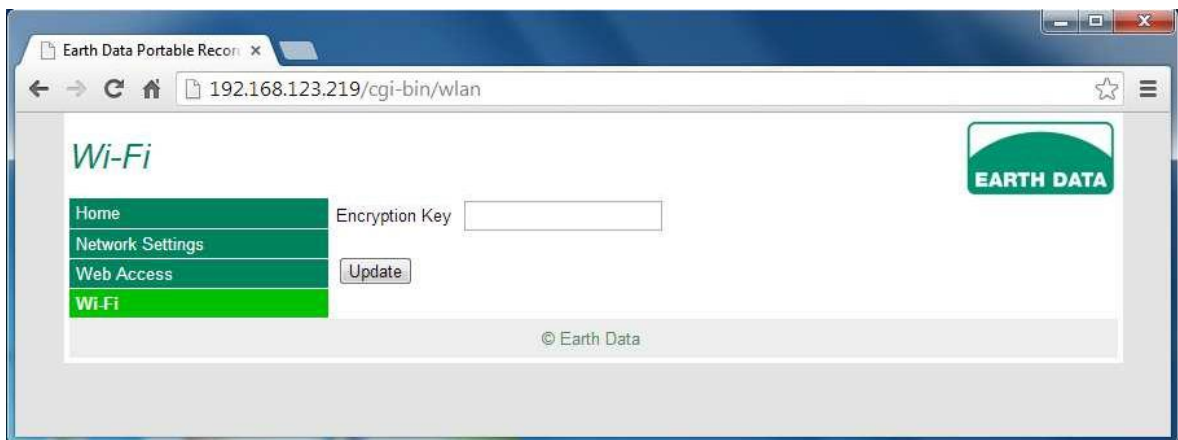 Earth Data Portable Recor
192.168.123.219/cgi-bin/wlan
Wi-Fi
EARTH DATA
Home
Encryption Key
Network Settings
Web Access
Update
Wi-Fi
© Earth Data